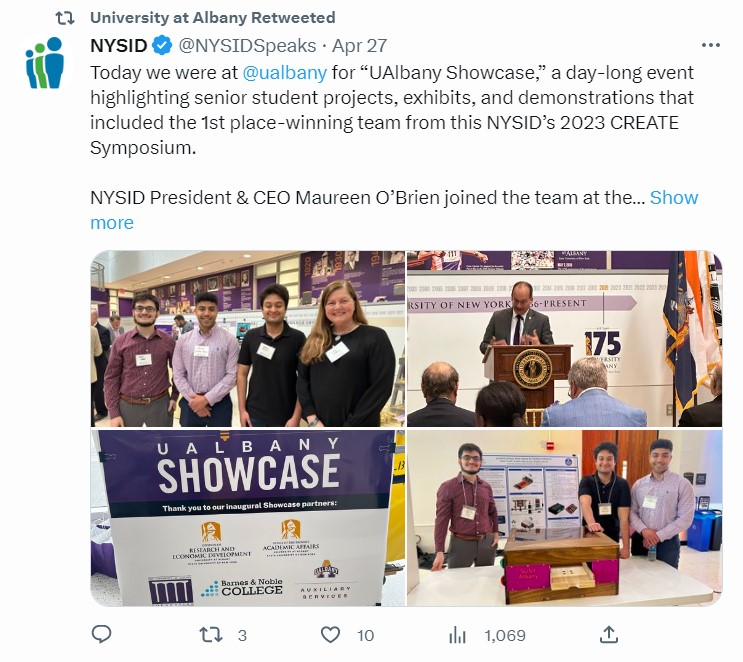 University at Albany Retweeted
NYSID @NYSIDSpeaks · Apr 27
Today we were at @ualbany for “UAlbany Showcase,” a day-long event
highlighting senior student projects, exhibits, and demonstrations that
included the 1st place-winning team from this NYSID’s 2023 CREATE
Symposium.
NYSID President & CEO Maureen O’Brien joined the team at the... Show
more
UALBANY
SHOWCASE
Thank you to our inaugural Showcase partners:
RESEARCH AND
ECONOMIC DEVELOPMENT
ACADEMIC AFFAIRS
Barnes & Noble
COLLEGE
ALBANY
AUXILIARY
SERVICES
RSITY OF NEW YORK
-PRESENT
175
3
10
1,069